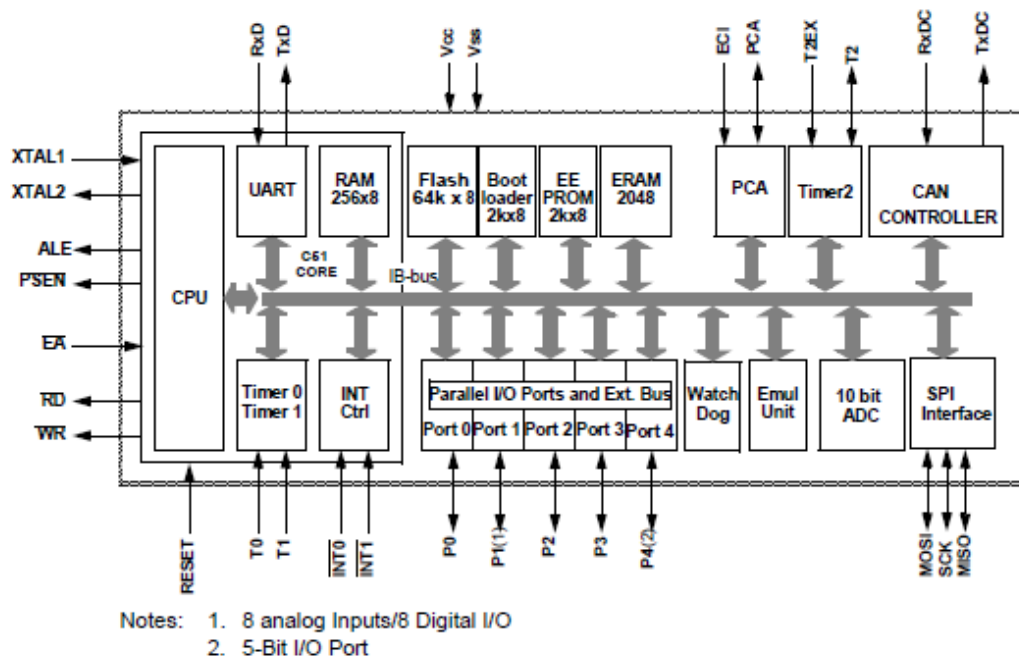 RxD
TxD
Vcc
Vss
ECI
PCA
T2EX
T2
RxDC
TxDC
XTAL1
XTAL2
ALE
PSEN
EA
RD
WR
CPU
UART
RAM
256x8
C51
CORE
IB-bus
Flash
64k x 8
Boot
loader
2kx8
EE
PROM
2kx8
ERAM
2048
PCA
Timer2
CAN
CONTROLLER
Timer 0
Timer 1
INT
Ctrl
Parallel I/O Ports and Ext. Bus
Port 0
Port 1
Port 2
Port 3
Port 4
Watch
Dog
Emul
Unit
10 bit
ADC
SPI
Interface
RESET
T0
T1
INT0
INT1
P0
P1(1)
P2
P3
P4(2)
MOSI
SCK
MISO
Notes: 1. 8 analog Inputs/8 Digital I/O
2. 5-Bit I/O Port